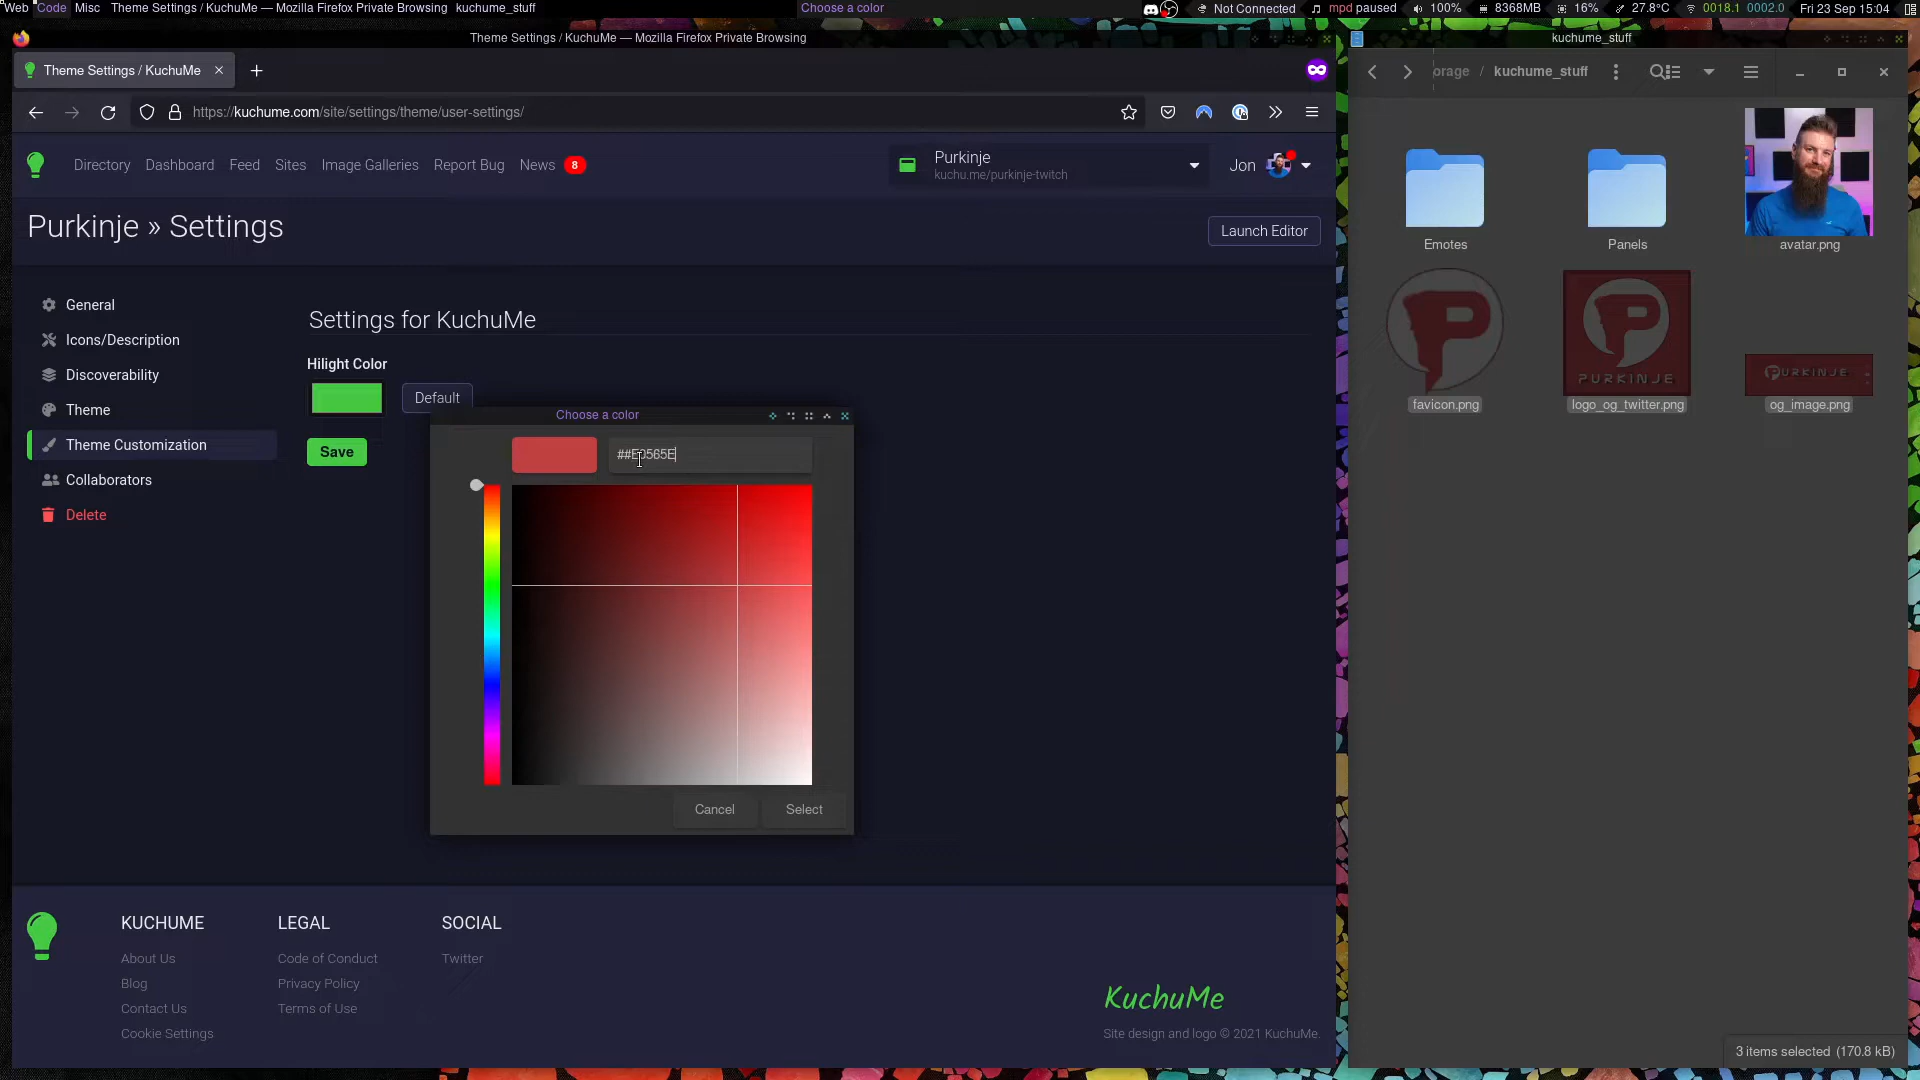 Web Code Misc Theme Settings / KuchuMe — Mozilla Firefox Private Browsing kuchume_stuff Choose a color Not Connected mpd paused 100% 8368MB 16% 27.8°C 0018.1 0002.0 Fri 23 Sep 15:04
Theme Settings / KuchuMe — Mozilla Firefox Private Browsing
Theme Settings / KuchuMe
https://kuchume.com/site/settings/theme/user-settings/
Directory Dashboard Feed Sites Image Galleries Report Bug News 8
Purkinje
kuchu.me/purkinje-twitch
Jon
Purkinje » Settings
Launch Editor
General
Icons/Description
Discoverability
Theme
Theme Customization
Collaborators
Delete
Settings for KuchuMe
Hilight Color
Default
Save
Choose a color
##E0565E
Cancel Select
KUCHUME
About Us
Blog
Contact Us
Cookie Settings
LEGAL
Code of Conduct
Privacy Policy
Terms of Use
SOCIAL
Twitter
KuchuMe
Site design and logo © 2021 KuchuMe.
kuchume_stuff
orage / kuchume_stuff
Emotes
Panels
avatar.png
PURKINJE
PURKINJE
favicon.png
logo_og_twitter.png
og_image.png
3 items selected (170.8 kB)